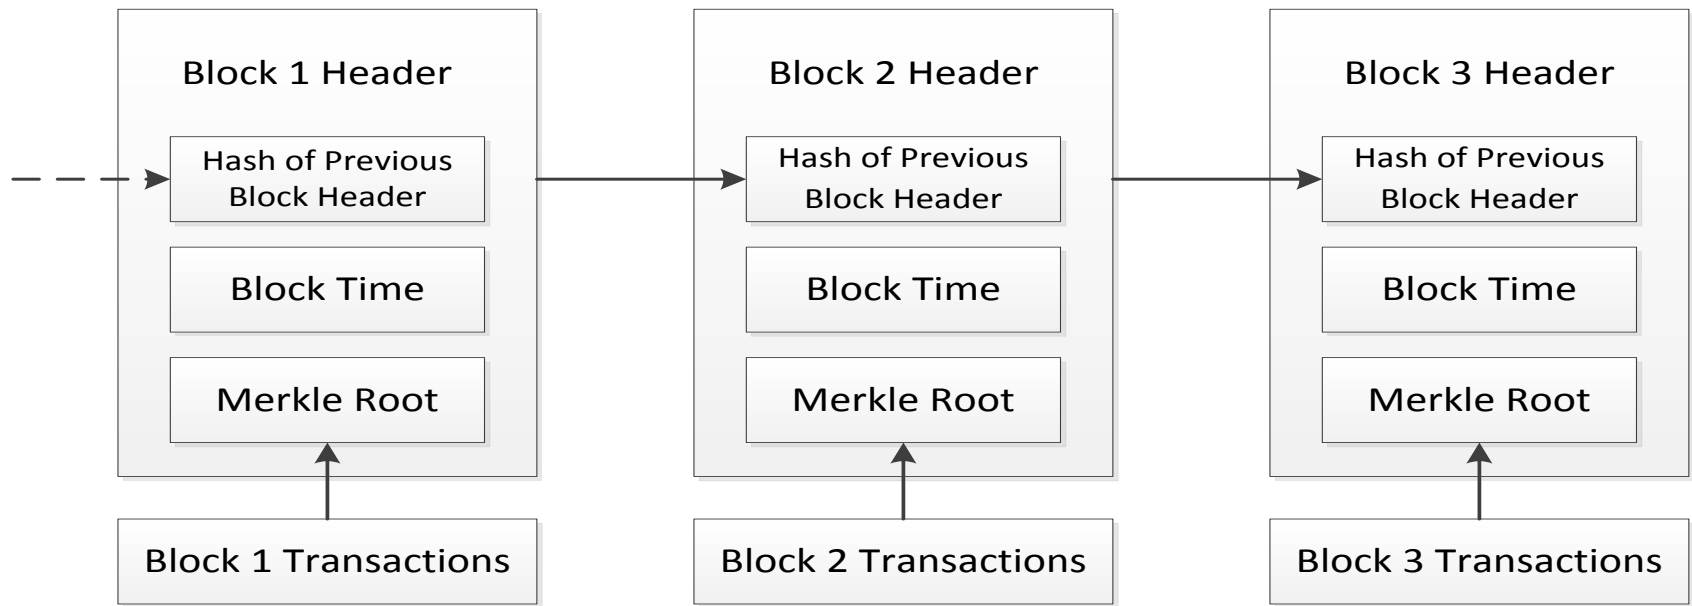 Block 1 Header
Hash of Previous
Block Header
Block Time
Merkle Root
Block 1 Transactions
Block 2 Header
Hash of Previous
Block Header
Block Time
Merkle Root
Block 2 Transactions
Block 3 Header
Hash of Previous
Block Header
Block Time
Merkle Root
Block 3 Transactions